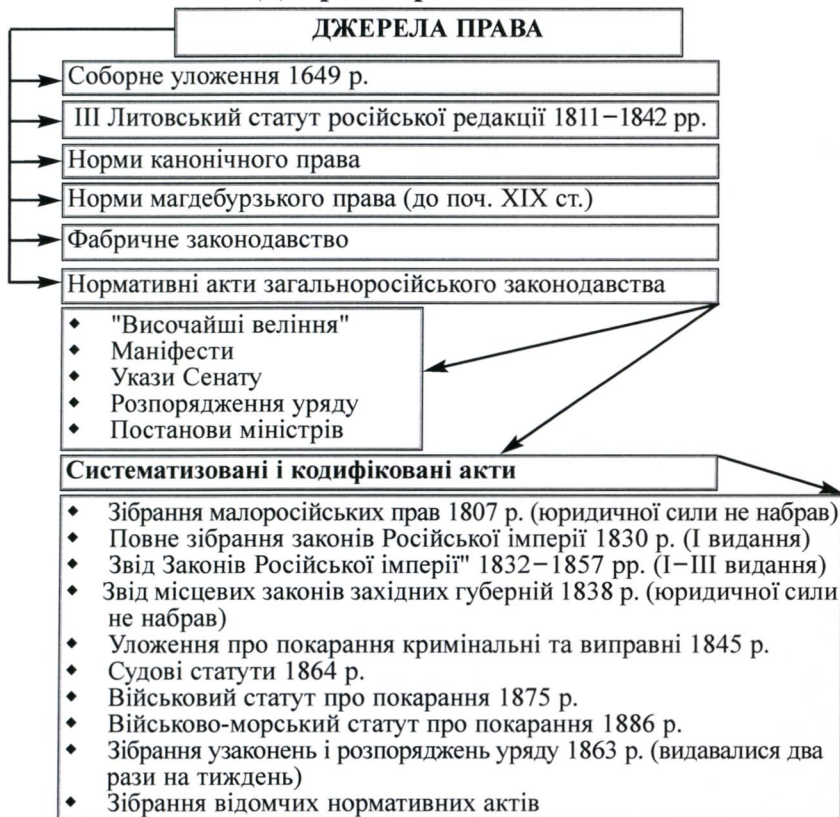 ДЖЕРЕЛА ПРАВА
Соборне уложення 1649 р.
III Литовський статут російської редакції 1811−1842 рр.
Норми канонічного права
Норми магдебурзького права (до поч. XIX ст.)
Фабричне законодавство
Нормативні акти загальноросійського законодавства
"Височайші веління"
Маніфести
Укази Сенату
Розпорядження уряду
Постанови міністрів
Систематизовані і кодифіковані акти
Зібрання малоросійських прав 1807 р. (юридичної сили не набрав)
Повне зібрання законів Російської імперії 1830 р. (I видання)
Звід Законів Російської імперії" 1832−1857 рр. (I−III видання)
Звід місцевих законів західних губерній 1838 р. (юридичної сили
не набрав)
Уложення про покарання кримінальні та виправні 1845 р.
Судові статути 1864 р.
Військовий статут про покарання 1875 р.
Військово-морський статут про покарання 1886 р.
Зібрання узаконень і розпоряджень уряду 1863 р. (видавалися два
рази на тиждень)
Зібрання відомчих нормативних актів